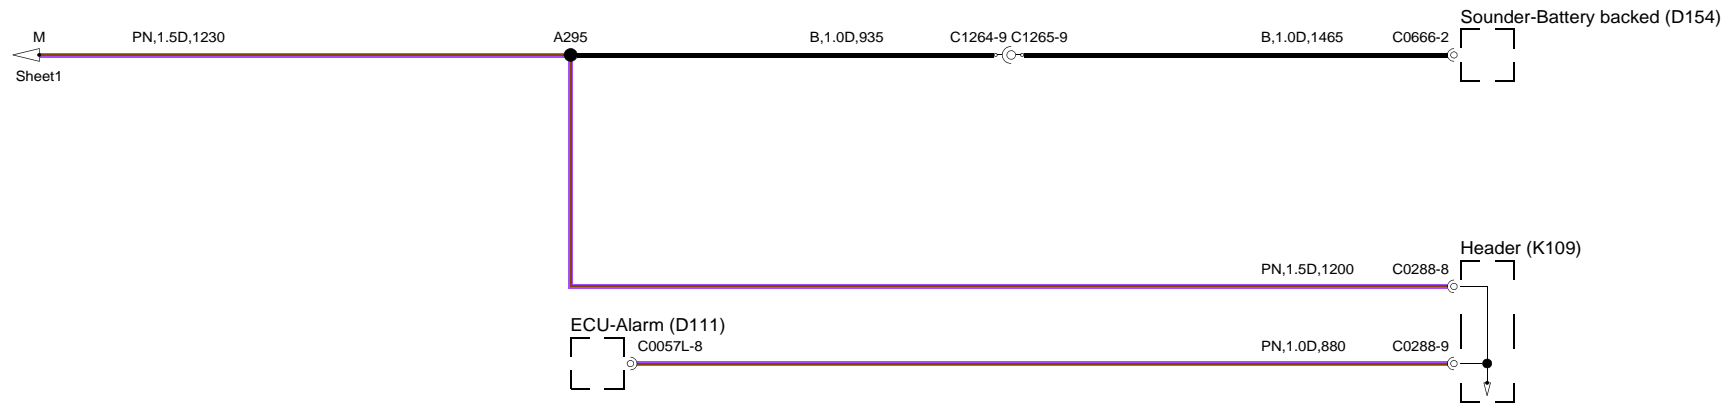 Sounder-Battery backed (D154)
M PN,1.5D,1230 A295 B,1.0D,935 C1264-9 C1265-9 B,1.0D,1465 C0666-2
Sheet1
Header (K109)
PN,1.5D,1200 C0288-8
ECU-Alarm (D111)
C0057L-8 PN,1.0D,880 C0288-9